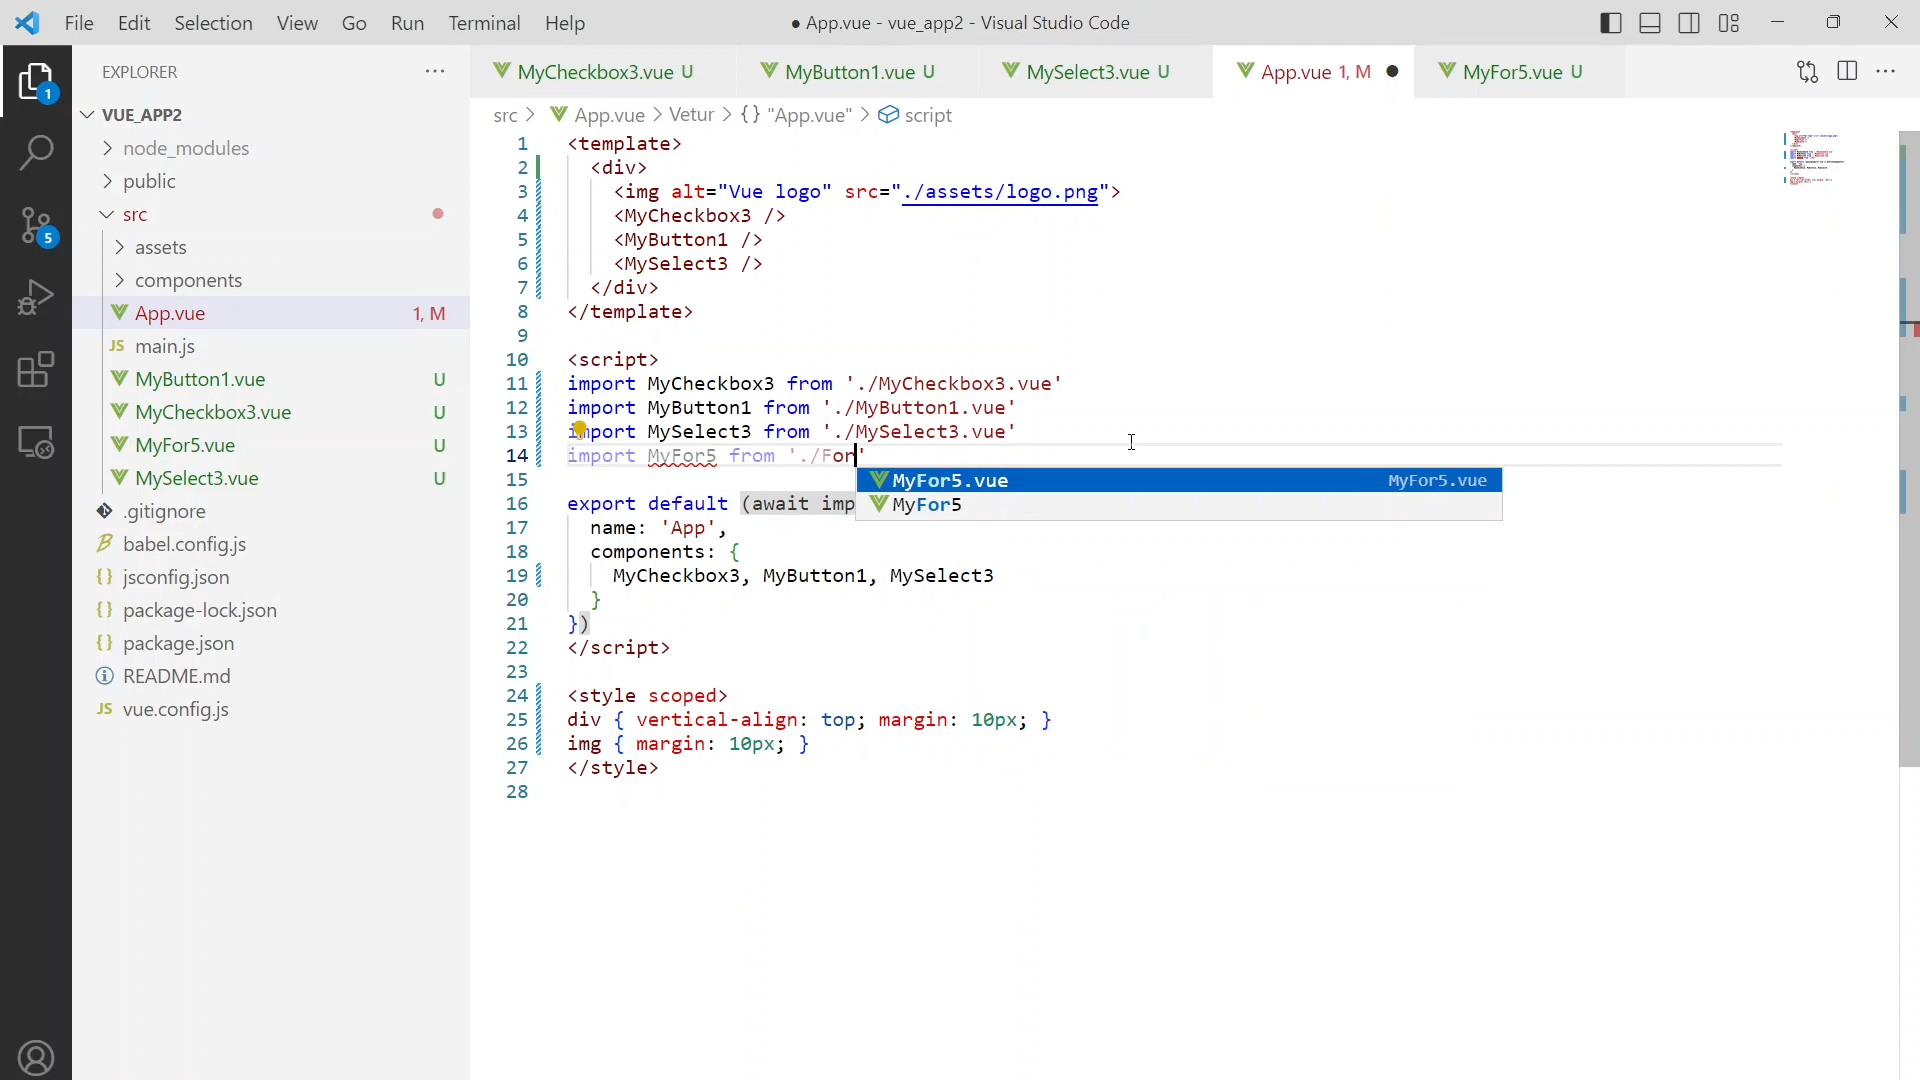 File Edit Selection View Go Run Terminal Help
● App.vue - vue_app2 - Visual Studio Code
EXPLORER
MyCheckbox3.vue U
MyButton1.vue U
MySelect3.vue U
App.vue 1, M
MyFor5.vue U
src > App.vue > Vetur > {} "App.vue" > script
1
VUE_APP2
node_modules
public
src
assets
components
App.vue 1, M
JS main.js
MyButton1.vue U
MyCheckbox3.vue U
MyFor5.vue U
MySelect3.vue U
.gitignore
babel.config.js
{} jsconfig.json
{} package-lock.json
{} package.json
README.md
JS vue.config.js
5
1 <template>
2 <div>
3 <img alt="Vue logo" src="./assets/logo.png">
4 <MyCheckbox3 />
5 <MyButton1 />
6 <MySelect3 />
7 </div>
8 </template>
9
10 <script>
11 import MyCheckbox3 from './MyCheckbox3.vue'
12 import MyButton1 from './MyButton1.vue'
13 import MySelect3 from './MySelect3.vue'
14 import MyFor5 from './For'
MyFor5.vue MyFor5.vue
MyFor5
15
16 export default (await imp
17 name: 'App',
18 components: {
19 MyCheckbox3, MyButton1, MySelect3
20 }
21 })
22 </script>
23
24 <style scoped>
25 div { vertical-align: top; margin: 10px; }
26 img { margin: 10px; }
27 </style>
28